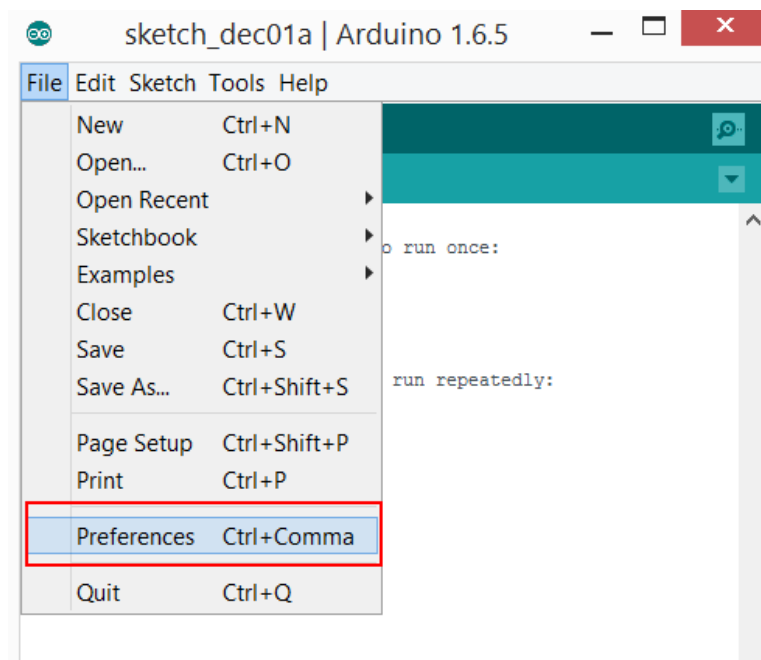 sketch_dec01a | Arduino 1.6.5
File Edit Sketch Tools Help
New Ctrl+N
Open... Ctrl+O
Open Recent
Sketchbook
o run once:
Examples
Close Ctrl+W
Save Ctrl+S
Save As... Ctrl+Shift+S
run repeatedly:
Page Setup Ctrl+Shift+P
Print Ctrl+P
Preferences Ctrl+Comma
Quit Ctrl+Q